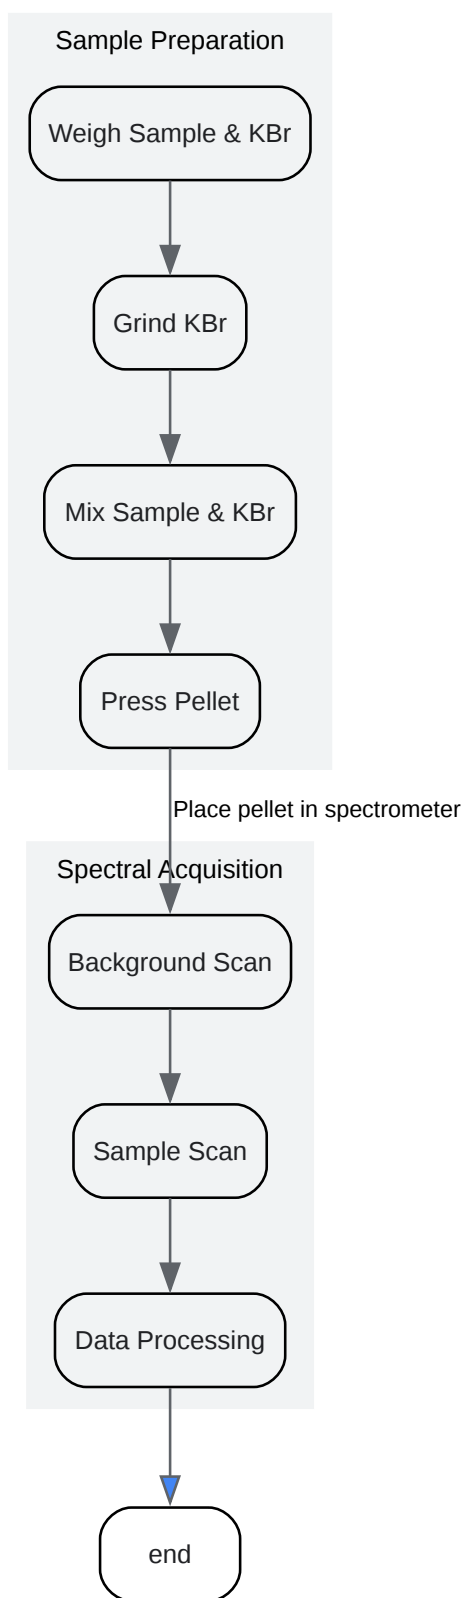 Sample Preparation
Weigh Sample & KBr
Grind KBr
Mix Sample & KBr
Press Pellet
Place pellet in spectrometer
Spectral Acquisition
Background Scan
Sample Scan
Data Processing
end